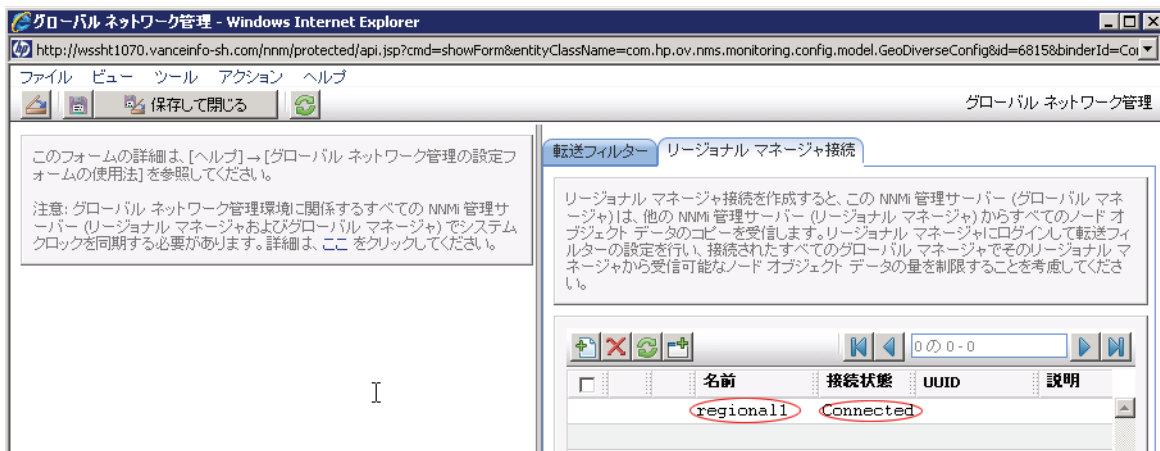 グローバル ネットワーク管理 - Windows Internet Explorer
http://wssht1070.vanceinfo-sh.com/nnm/protected/api.jsp?cmd=showForm&entityClassName=com.hp.ov.nms.monitoring.config.model.GeoDiverseConfig&id=6815&binderId=Co
ファイル ビュー ツール アクション ヘルプ
保存して閉じる
グローバル ネットワーク管理
このフォームの詳細は、[ヘルプ]→[グローバル ネットワーク管理の設定フ
ォームの使用法] を参照してください。
注意: グローバル ネットワーク管理環境に関係するすべての NNMi 管理サ
ーバー (リージョナル マネージャおよびグローバル マネージャ) でシステム
クロックを同期する必要があります。詳細は、ここ をクリックしてください。
転送フィルター リージョナル マネージャ接続
リージョナル マネージャ接続を作成すると、この NNMi 管理サーバー (グローバル マネ
ージャ) は、他の NNMi 管理サーバー (リージョナル マネージャ) からすべてのノード オ
ブジェクト データのコピーを受信します。リージョナル マネージャにログインして転送フィ
ルターの設定を行い、接続されたすべてのグローバル マネージャでそのリージョナル マ
ネージャから受信可能なノード オブジェクト データの量を制限することを考慮してくださ
い。
0 の 0 - 0
名前 接続状態 UUID 説明
regional1 Connected